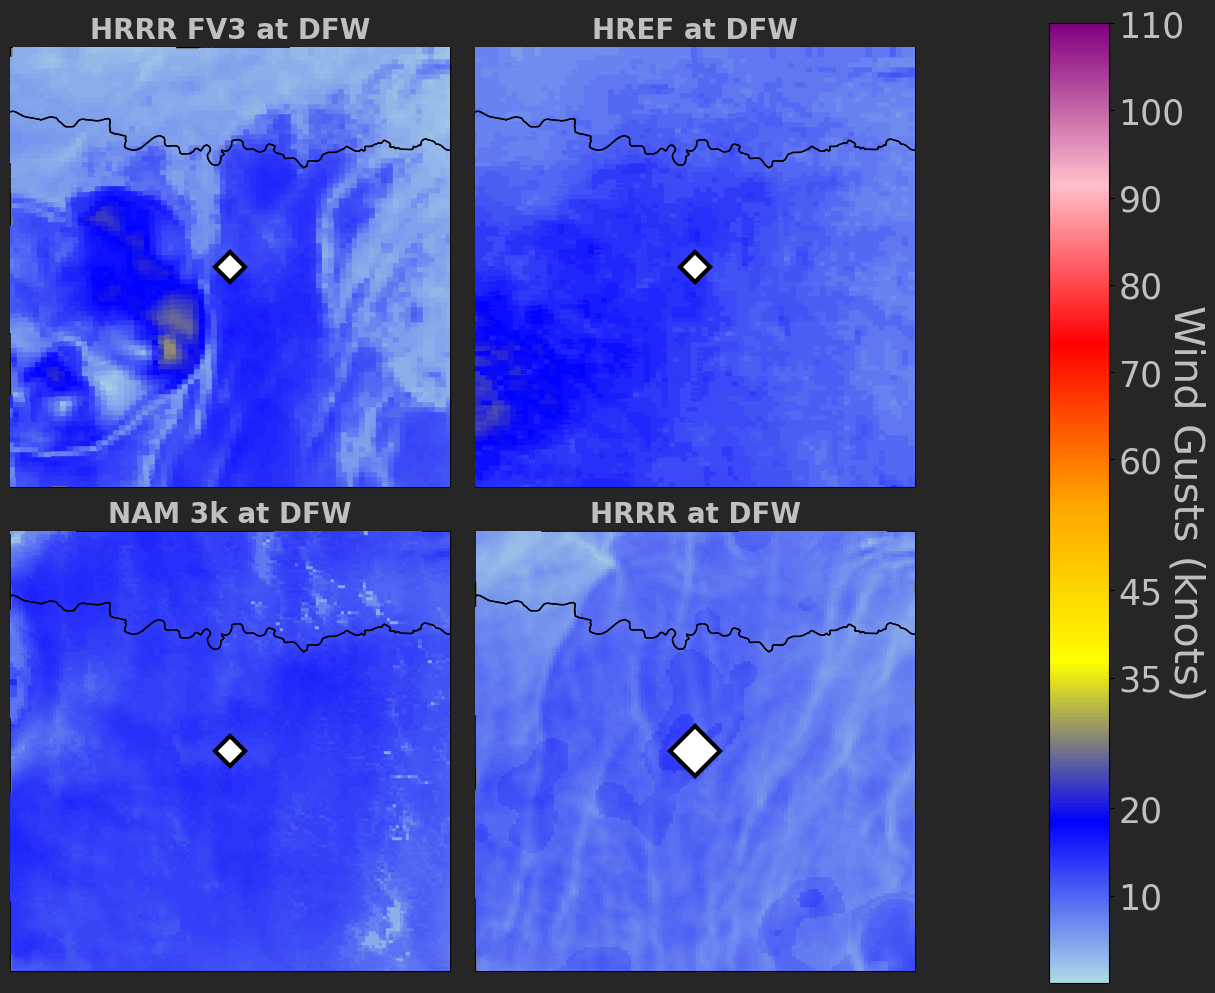 HRRR FV3 at DFW
HREF at DFW
NAM 3k at DFW
HRRR at DFW
110
100
90
80
70
60
45
35
20
10
Wind Gusts (knots)